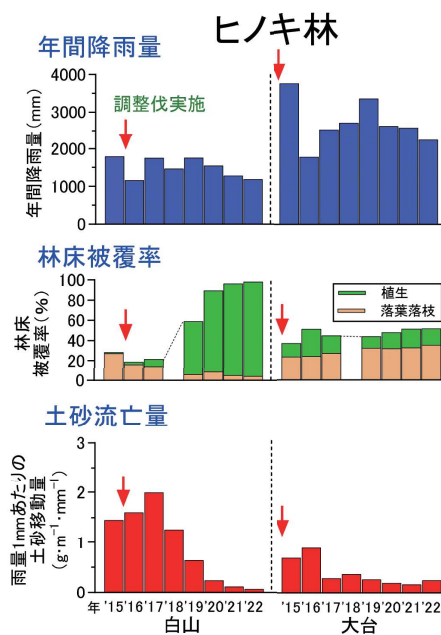 ヒノキ林
年間降雨量
年間降雨量(mm)
4000
3000
2000
1000
0
調整伐実施
林床被覆率
林床
被覆率(%)
100
80
60
40
20
0
植生
落葉落枝
土砂流亡量
雨量1mmあたりの
土砂移動量
(g·m⁻¹·mm⁻¹)
3
2
1
0
年 '15 '16 '17 '18 '19 '20 '21 '22 '15 '16 '17 '18 '19 '20 '21 '22
白山 大台